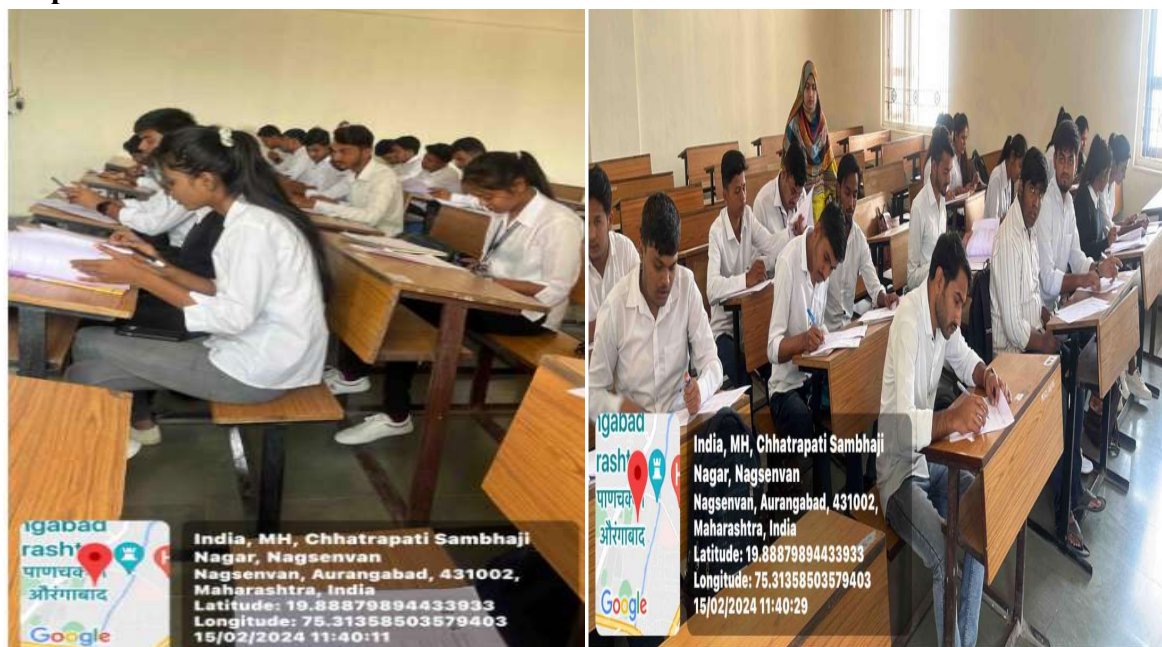 igabad
rasht
पाणचक
औरंगाबाद
Google
India, MH, Chhatrapati Sambhaji
Nagar, Nagsenvan
Nagsenvan, Aurangabad, 431002,
Maharashtra, India
Latitude: 19.88879894433933
Longitude: 75.31358503579403
15/02/2024 11:40:11
igabad
rasht
पाणचक
औरंगाबाद
Google
India, MH, Chhatrapati Sambhaji
Nagar, Nagsenvan
Nagsenvan, Aurangabad, 431002,
Maharashtra, India
Latitude: 19.88879894433933
Longitude: 75.31358503579403
15/02/2024 11:40:29